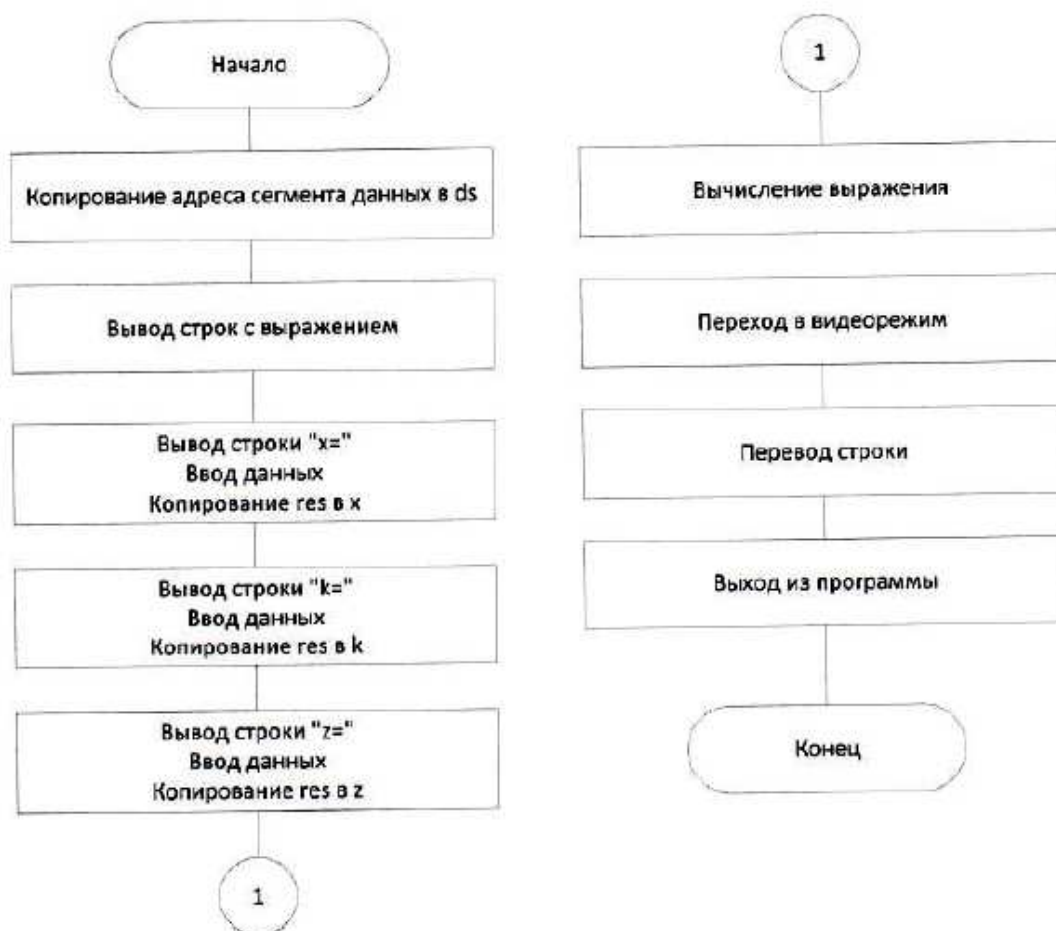 Начало
Копирование адреса сегмента данных в ds
Вывод строк с выражением
Вывод строки "x="
Ввод данных
Копирование res в x
Вывод строки "k="
Ввод данных
Копирование res в k
Вывод строки "z="
Ввод данных
Копирование res в z
1
1
Вычисление выражения
Переход в видеорежим
Перевод строки
Выход из программы
Конец